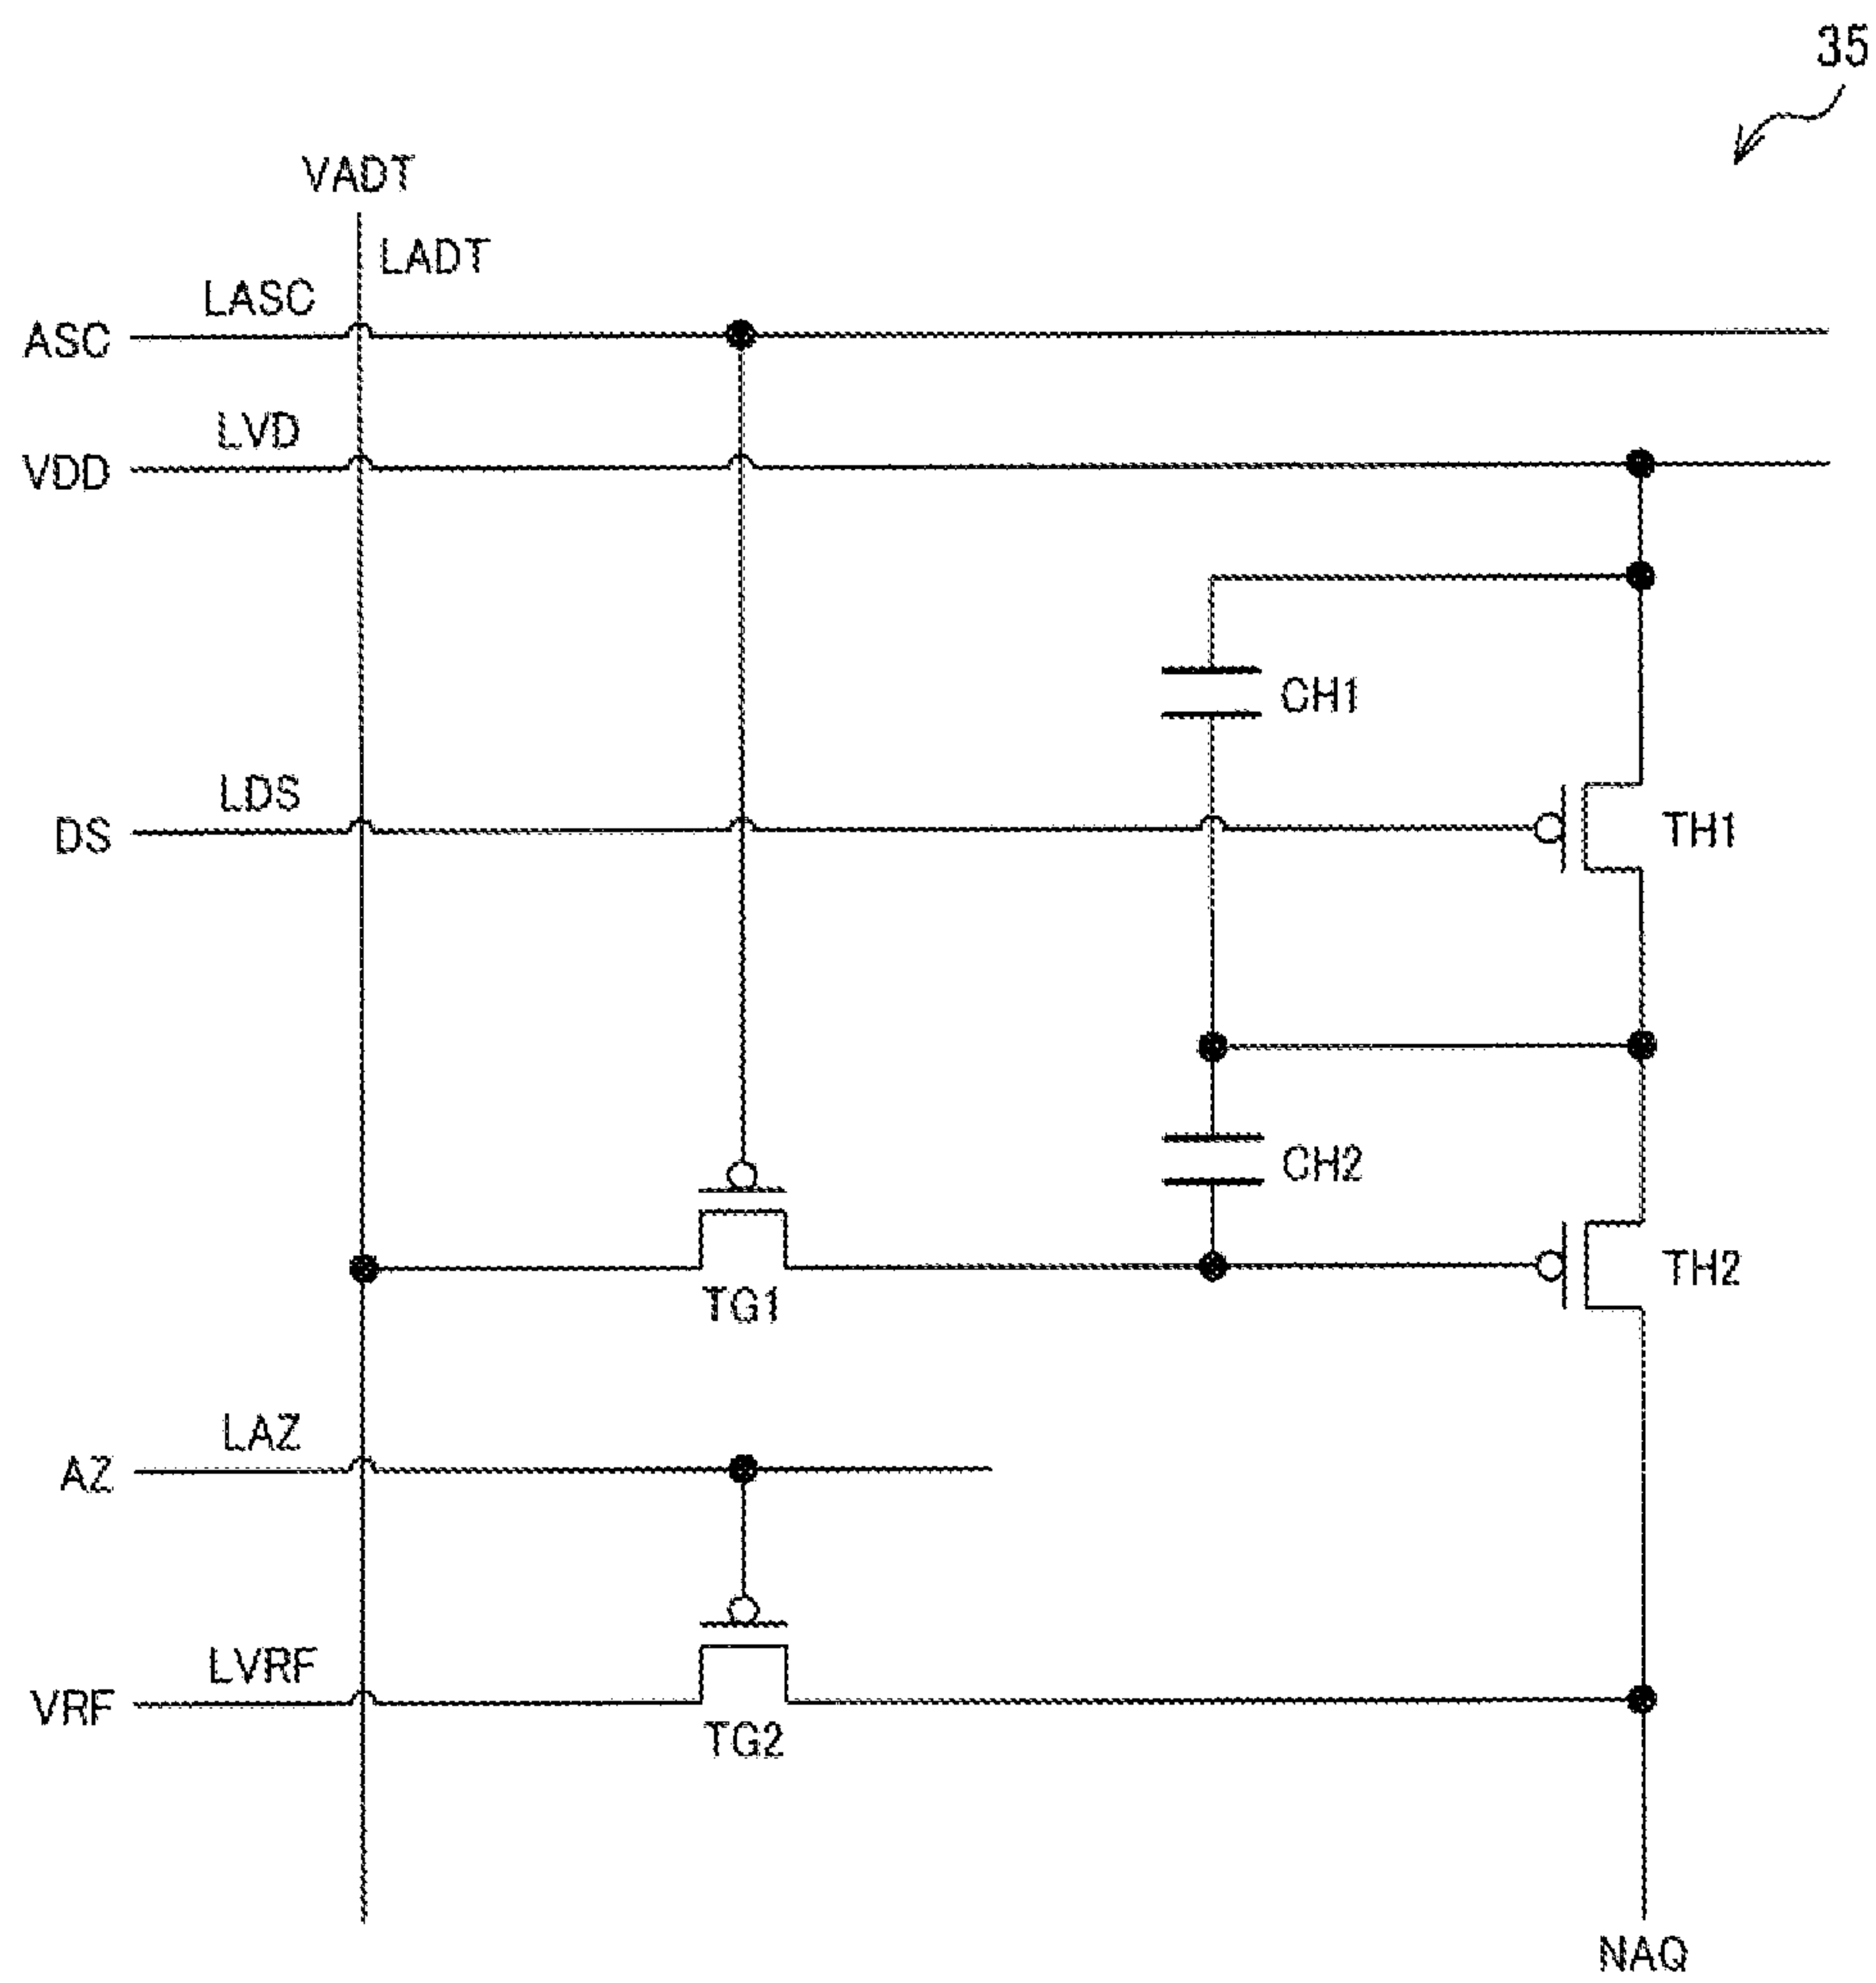 35
VADT
LADT
LASC
ASC
LVD
VDD
CH1
LDS
DS
TH1
CH2
TG1
TH2
LAZ
AZ
LVRF
VRF
TG2
NAQ